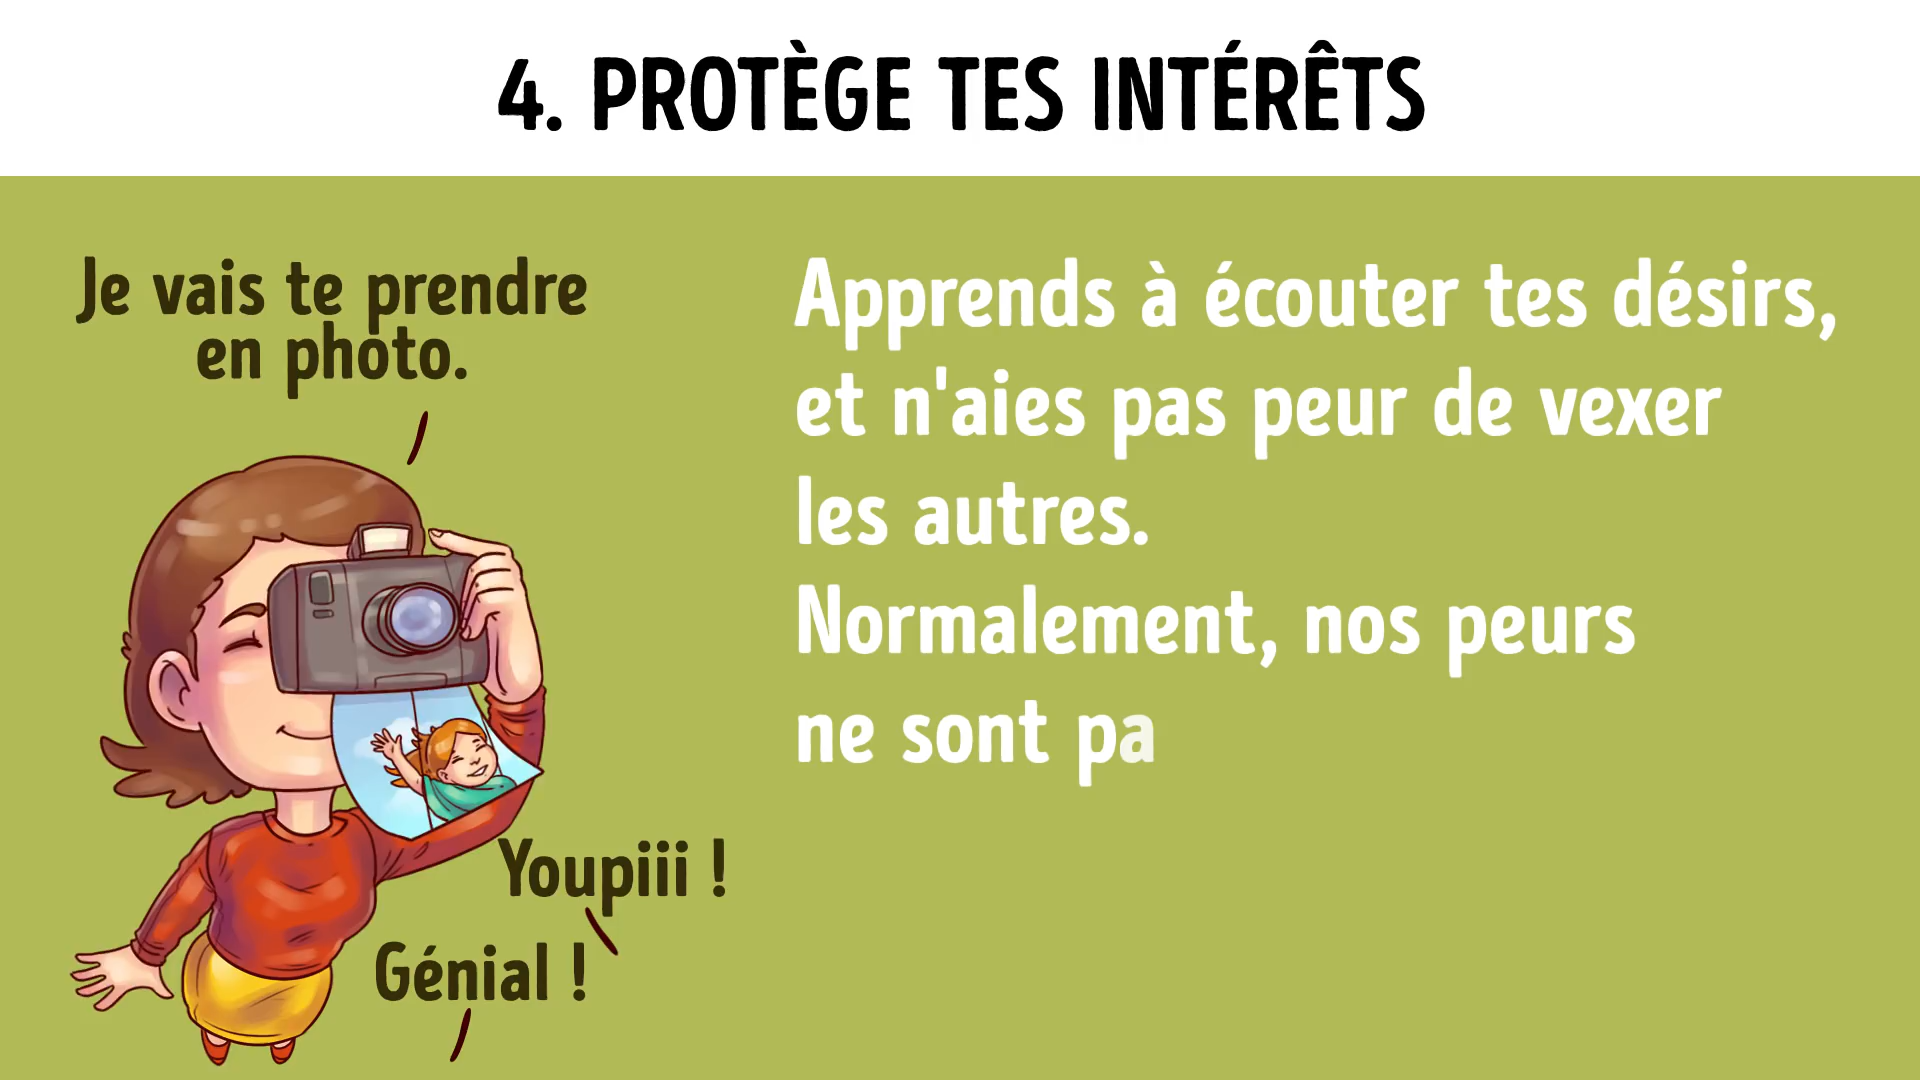 4. PROTÈGE TES INTÉRÊTS
Je vais te prendre
en photo.
Apprends à écouter tes désirs,
et n'aies pas peur de vexer
les autres.
Normalement, nos peurs
ne sont pa
Youpiii !
Génial !